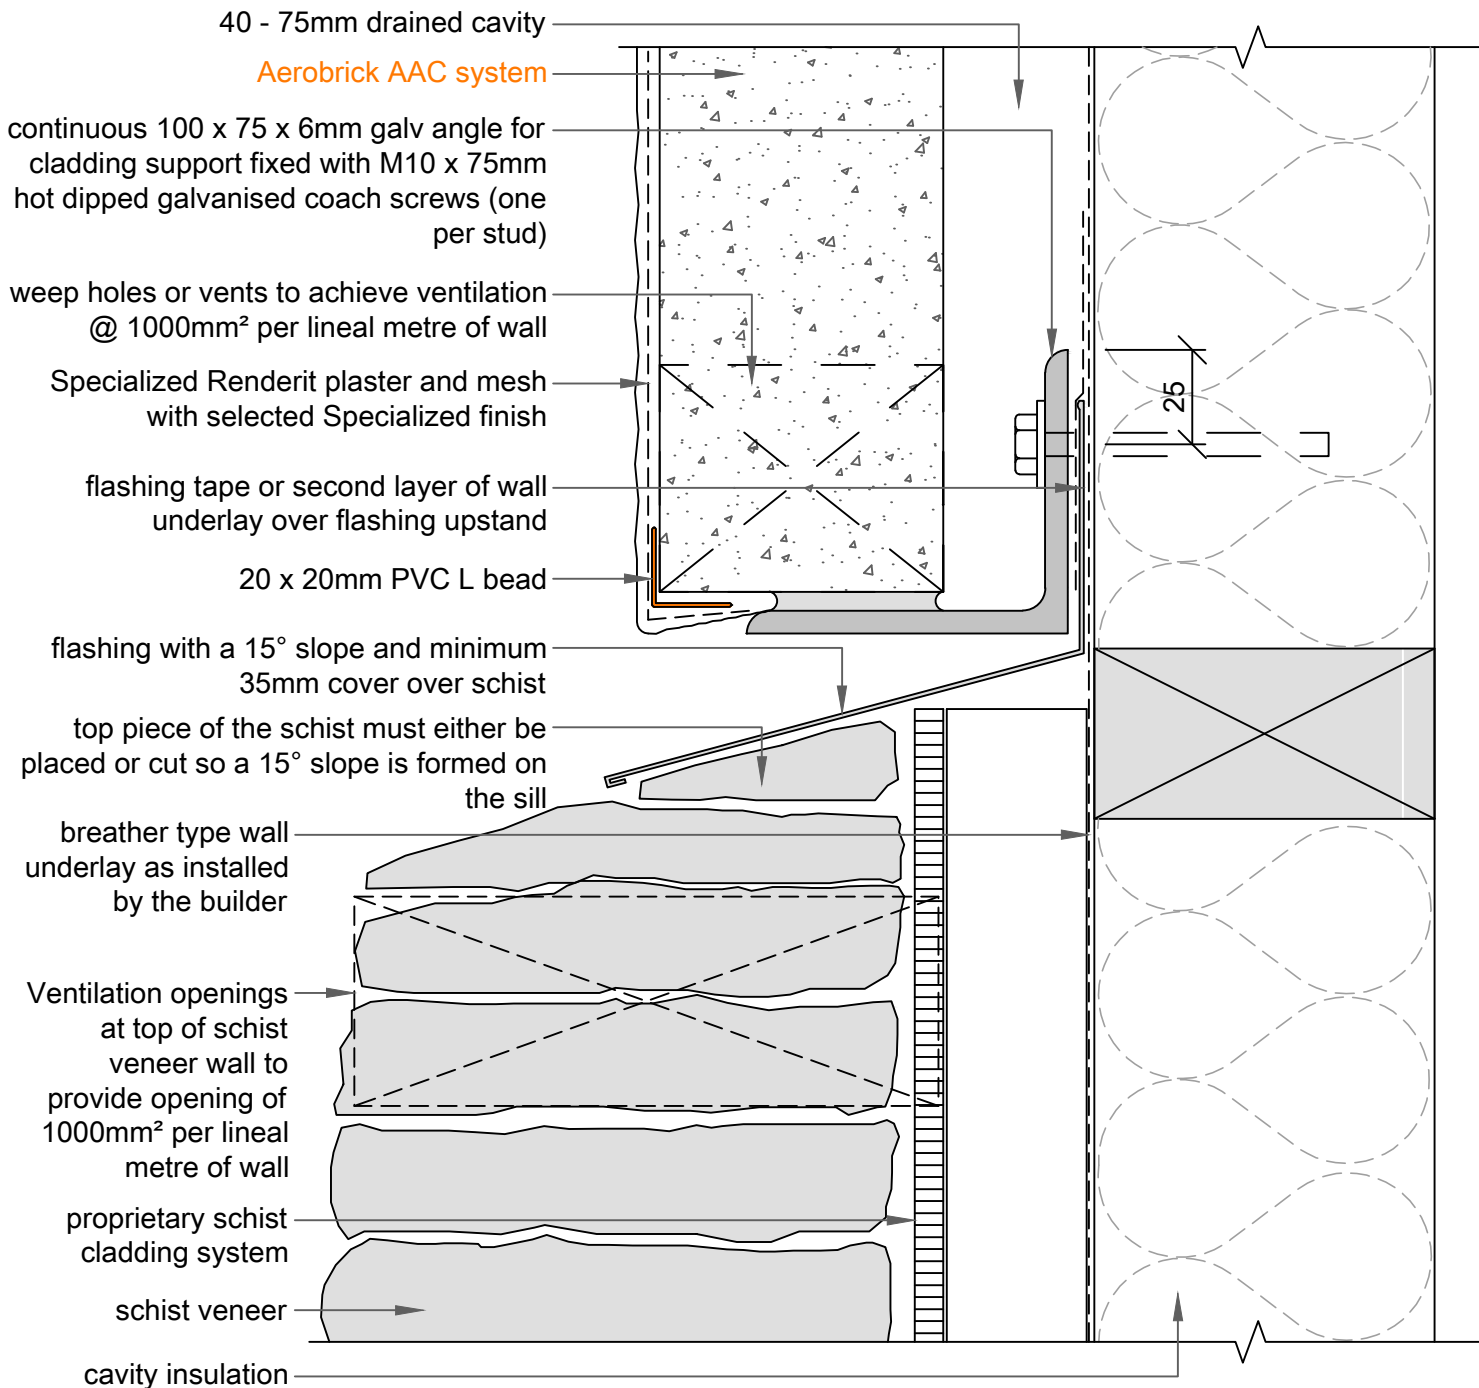 40 - 75mm drained cavity
Aerobrick AAC system
continuous 100 x 75 x 6mm galv angle for
cladding support fixed with M10 x 75mm
hot dipped galvanised coach screws (one
per stud)
weep holes or vents to achieve ventilation
@ 1000mm² per lineal metre of wall
Specialized Renderit plaster and mesh
with selected Specialized finish
25
flashing tape or second layer of wall
underlay over flashing upstand
20 x 20mm PVC L bead
flashing with a 15° slope and minimum
35mm cover over schist
top piece of the schist must either be
placed or cut so a 15° slope is formed on
the sill
breather type wall
underlay as installed
by the builder
Ventilation openings
at top of schist
veneer wall to
provide opening of
1000mm² per lineal
metre of wall
proprietary schist
cladding system
schist veneer
cavity insulation